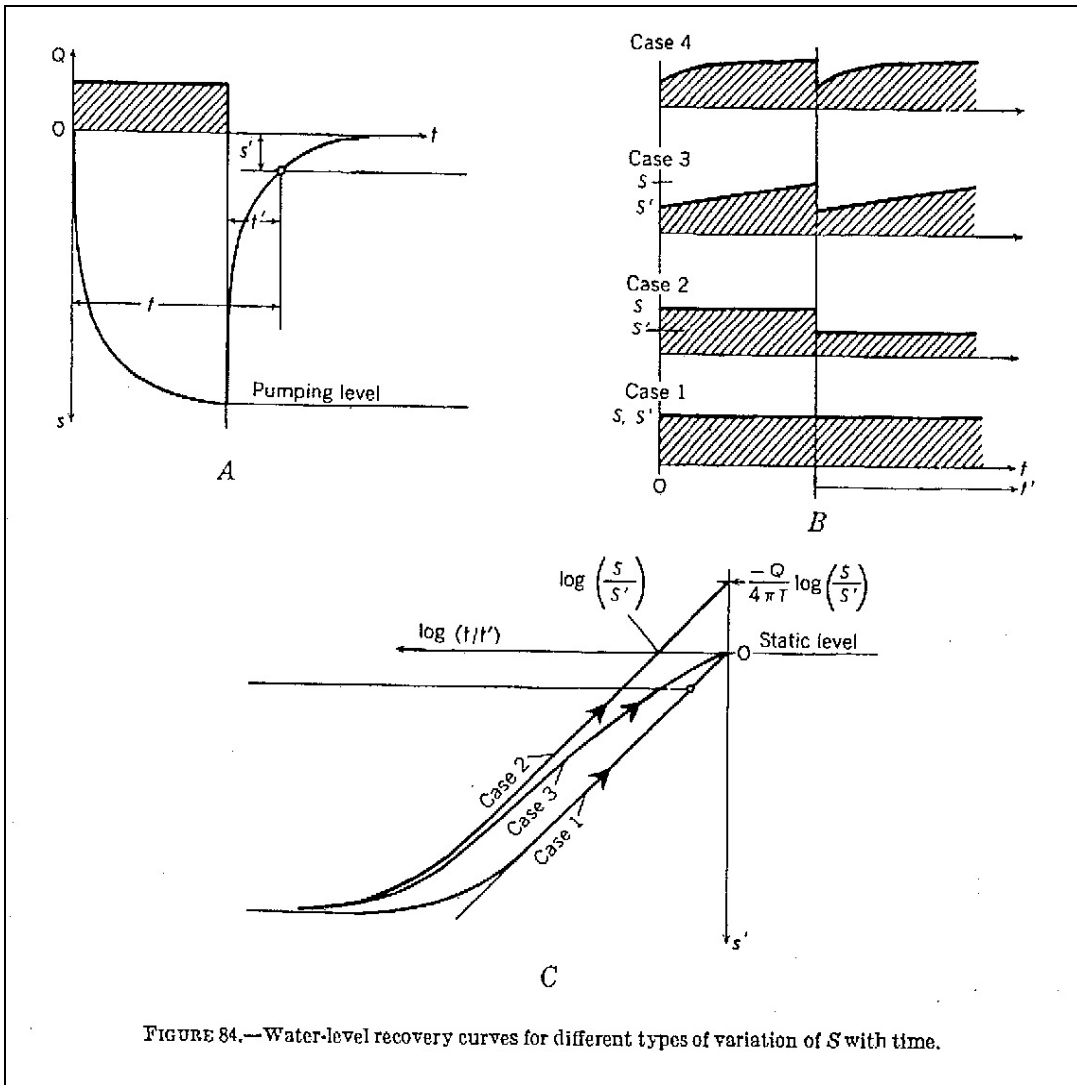 Q
O
t
s'
t'
t
Pumping level
s
A
Case 4
Case 3
S
S'
Case 2
S
S'
Case 1
S, S'
t
O
t'
B
log (S/S')
-Q/4πT log (S/S')
log (t/t')
O Static level
Case 2
Case 3
Case 1
s'
C
FIGURE 84.—Water-level recovery curves for different types of variation of S with time.